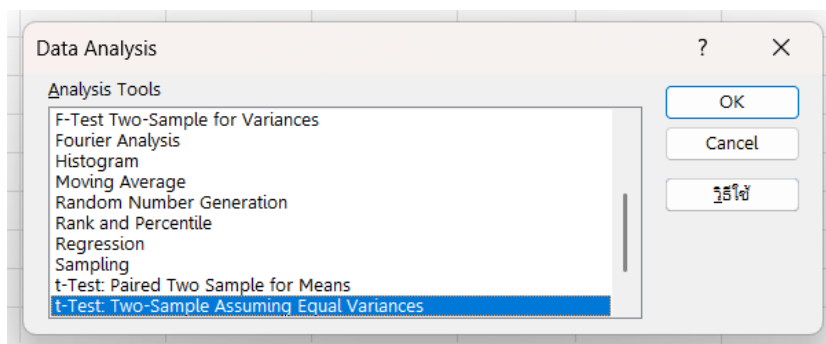 Data Analysis ? ×
Analysis Tools
F-Test Two-Sample for Variances
Fourier Analysis
Histogram
Moving Average
Random Number Generation
Rank and Percentile
Regression
Sampling
t-Test: Paired Two Sample for Means
t-Test: Two-Sample Assuming Equal Variances
OK
Cancel
วิธีใช้